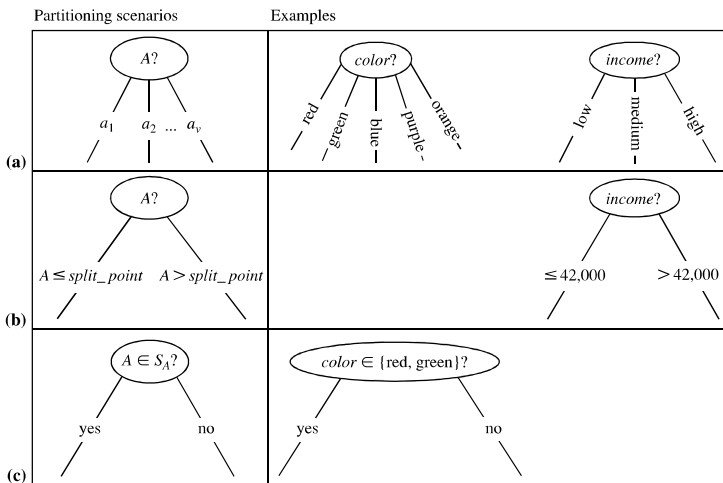 Partitioning scenarios Examples
A? color? income?
a1 a2 ... av red green blue purple orange low medium high
(a)
A? income?
A ≤ split_point A > split_point ≤ 42,000 > 42,000
(b)
A ∈ SA? color ∈ {red, green}?
yes no yes no
(c)